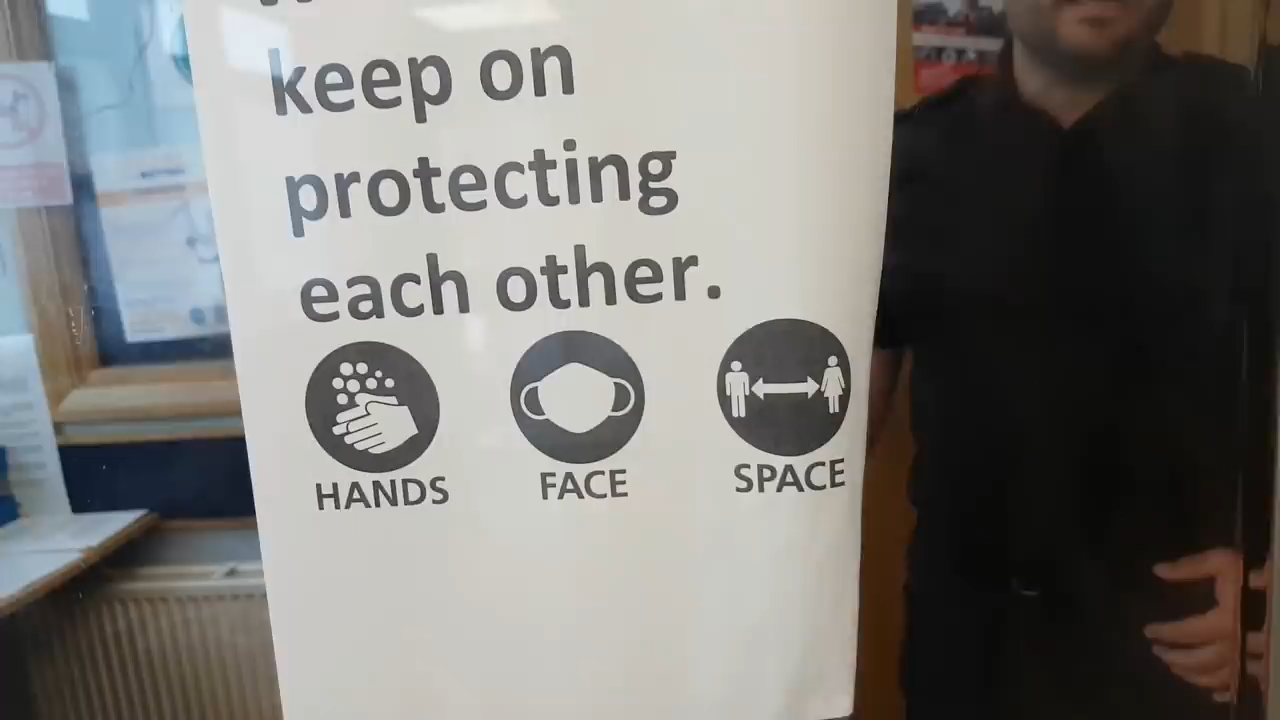 keep on
protecting
each other.
HANDS
FACE
SPACE